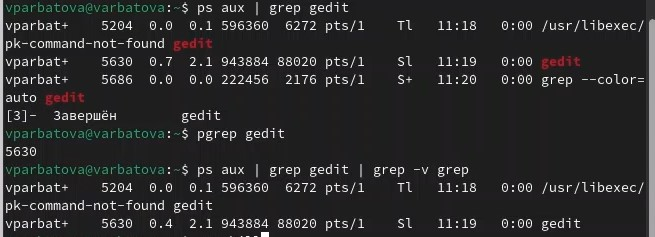 vparbatova@varbatova:~$ ps aux | grep gedit
vparbat+    5204  0.0  0.1 596360  6272 pts/1    Tl   11:18   0:00 /usr/libexec/
pk-command-not-found gedit
vparbat+    5630  0.7  2.1 943884 88020 pts/1    Sl   11:19   0:00 gedit
vparbat+    5686  0.0  0.0 222456  2176 pts/1    S+   11:20   0:00 grep --color=
auto gedit
[3]-  Завершён        gedit
vparbatova@varbatova:~$ pgrep gedit
5630
vparbatova@varbatova:~$ ps aux | grep gedit | grep -v grep
vparbat+    5204  0.0  0.1 596360  6272 pts/1    Tl   11:18   0:00 /usr/libexec/
pk-command-not-found gedit
vparbat+    5630  0.4  2.1 943884 88020 pts/1    Sl   11:19   0:00 gedit